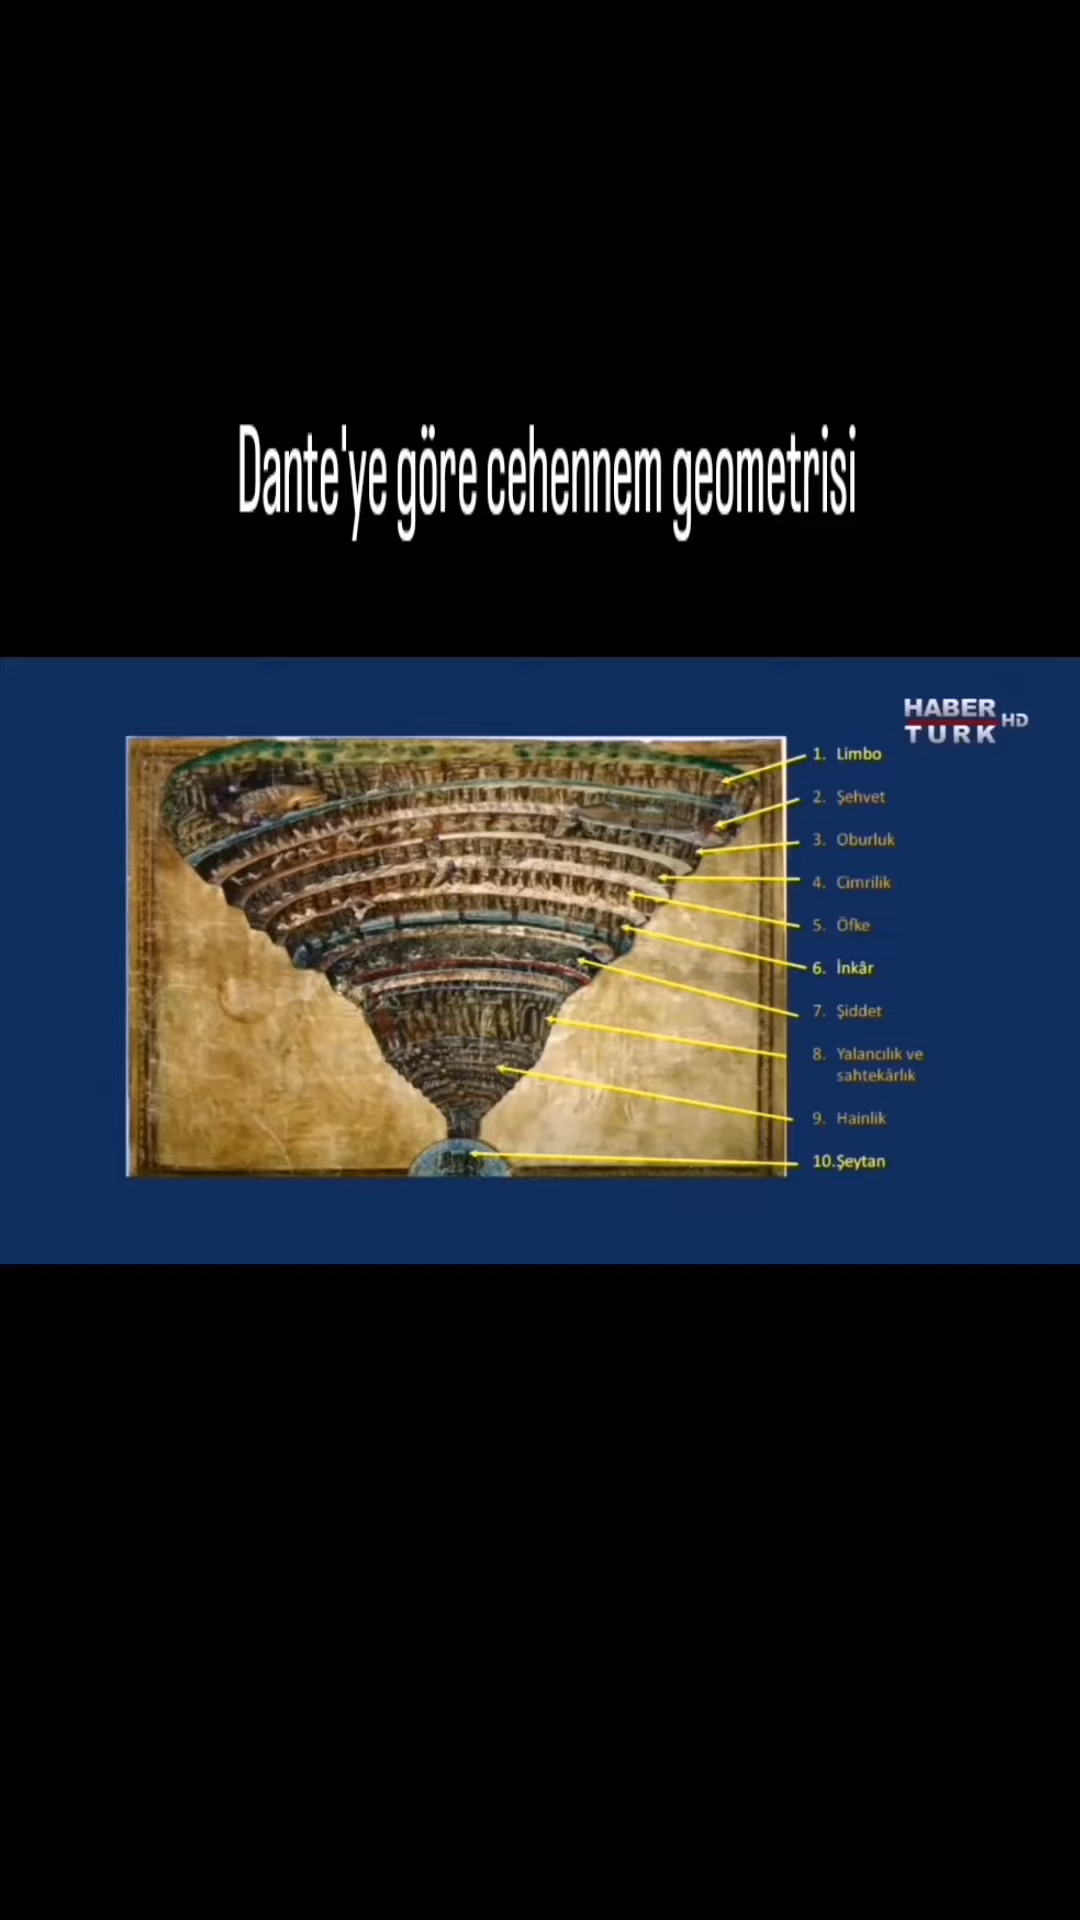 Dante'ye göre cehennem geometrisi
HABER
TURK HD
1. Limbo
2. Şehvet
3. Oburluk
4. Cimrilik
5. Öfke
6. İnkâr
7. Şiddet
8. Yalancılık ve
sahtekârlık
9. Hainlik
10.Şeytan